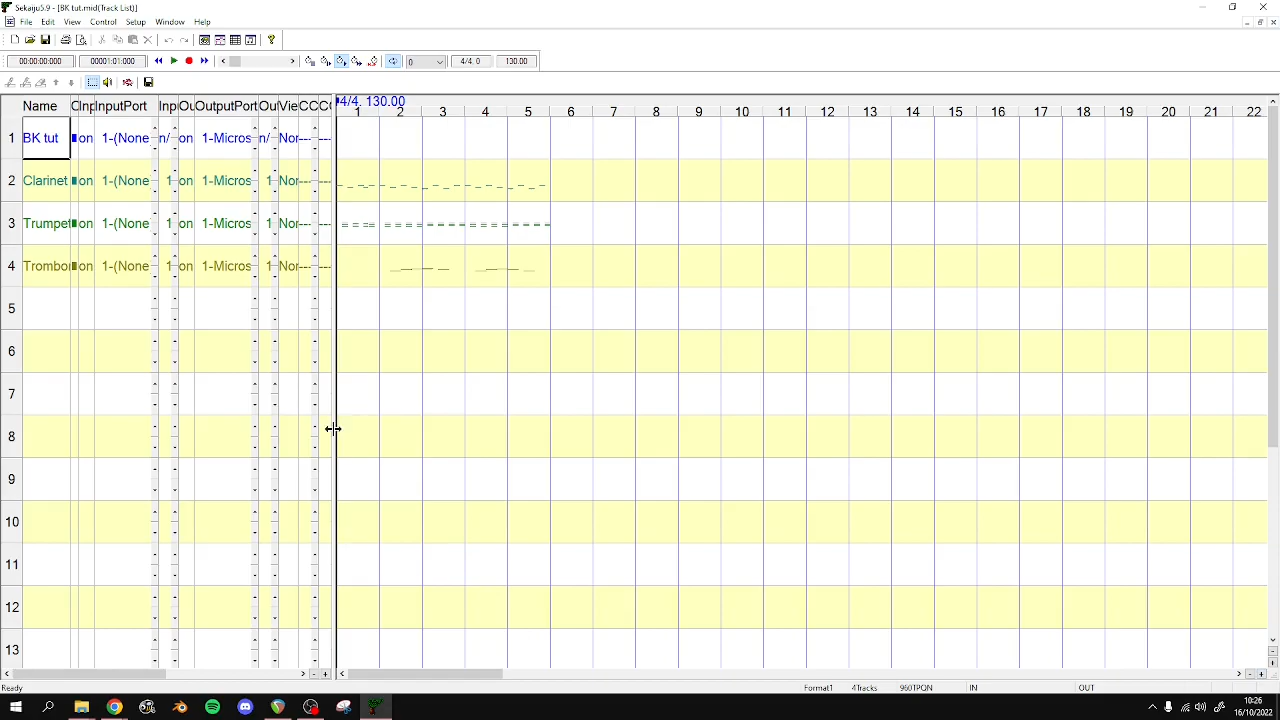 Sekaiju5.9 - [BK tut.mid(Track List)]
File Edit View Control Setup Window Help
00:00:00:000 00001:01:000 0 4/4. 0 130.00
Name InputPort OutputPort
4/4. 130.00
1 2 3 4 5 6 7 8 9 10 11 12 13 14 15 16 17 18 19 20 21 22
1 BK tut on 1-(None n/ on 1-Micros n/ Nor --- ---
2 Clarinet on 1-(None 1 on 1-Micros 1 Nor --- ---
3 Trumpet on 1-(None 1 on 1-Micros 1 Nor --- ---
4 Trombor on 1-(None 1 on 1-Micros 1 Nor --- ---
5
6
7
8
9
10
11
12
13
Ready Format1 4Tracks 960TPQN IN OUT
10:26
16/10/2022